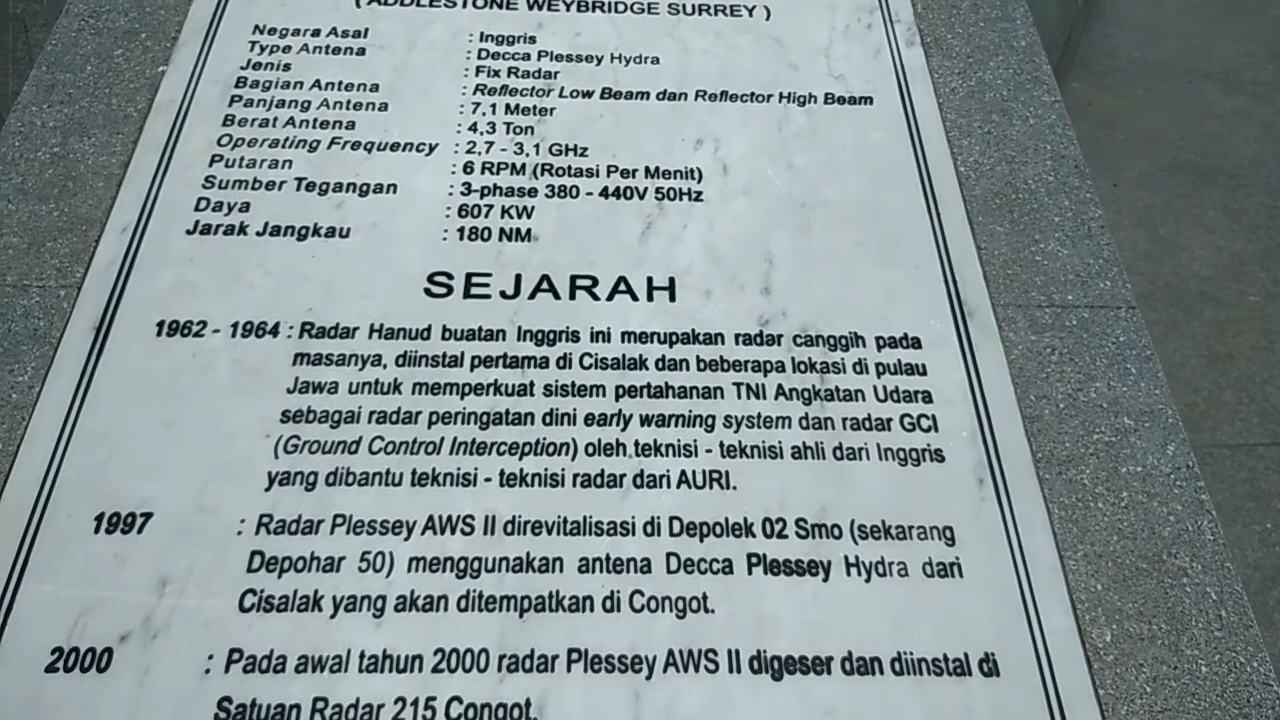 ( ADDLESTONE WEYBRIDGE SURREY )
Negara Asal : Inggris
Type Antena : Decca Plessey Hydra
Jenis : Fix Radar
Bagian Antena : Reflector Low Beam dan Reflector High Beam
Panjang Antena : 7,1 Meter
Berat Antena : 4,3 Ton
Operating Frequency : 2,7 - 3,1 GHz
Putaran : 6 RPM (Rotasi Per Menit)
Sumber Tegangan : 3-phase 380 - 440V 50Hz
Daya : 607 KW
Jarak Jangkau : 180 NM
SEJARAH
1962 - 1964 : Radar Hanud buatan Inggris ini merupakan radar canggih pada
masanya, diinstal pertama di Cisalak dan beberapa lokasi di pulau
Jawa untuk memperkuat sistem pertahanan TNI Angkatan Udara
sebagai radar peringatan dini early warning system dan radar GCI
(Ground Control Interception) oleh teknisi - teknisi ahli dari Inggris
yang dibantu teknisi - teknisi radar dari AURI.
1997 : Radar Plessey AWS II direvitalisasi di Depolek 02 Smo (sekarang
Depohar 50) menggunakan antena Decca Plessey Hydra dari
Cisalak yang akan ditempatkan di Congot.
2000 : Pada awal tahun 2000 radar Plessey AWS II digeser dan diinstal di
Satuan Radar 215 Congot.